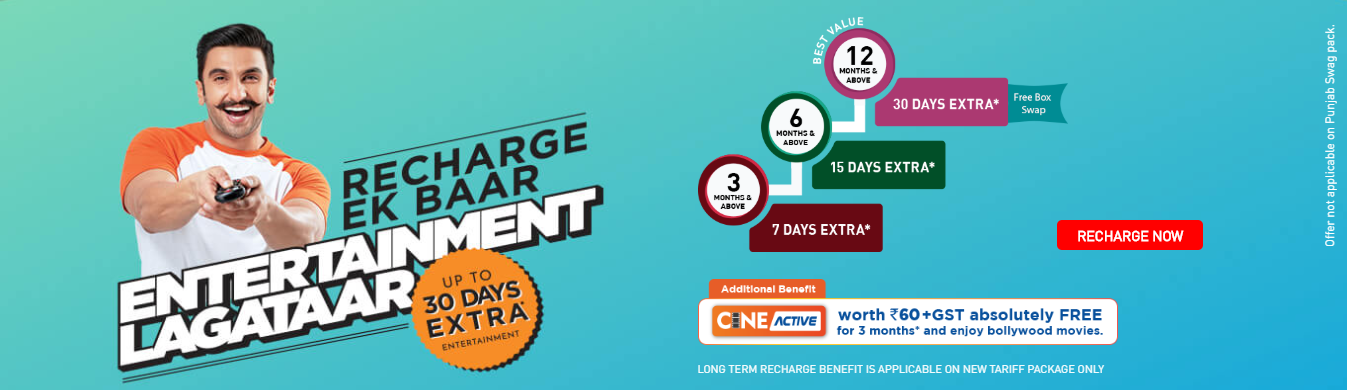 RECHARGE
EK BAAR
ENTERTAINMENT
LAGATAAR
UP TO
30 DAYS
EXTRA*
ENTERTAINMENT
BEST VALUE
12
MONTHS &
ABOVE
30 DAYS EXTRA*
Free Box
Swap
6
MONTHS &
ABOVE
15 DAYS EXTRA*
3
MONTHS &
ABOVE
7 DAYS EXTRA*
RECHARGE NOW
Additional Benefit
CINE ACTIVE
worth ₹60+GST absolutely FREE
for 3 months* and enjoy bollywood movies.
LONG TERM RECHARGE BENEFIT IS APPLICABLE ON NEW TARIFF PACKAGE ONLY
Offer not applicable on Punjab Swag pack.